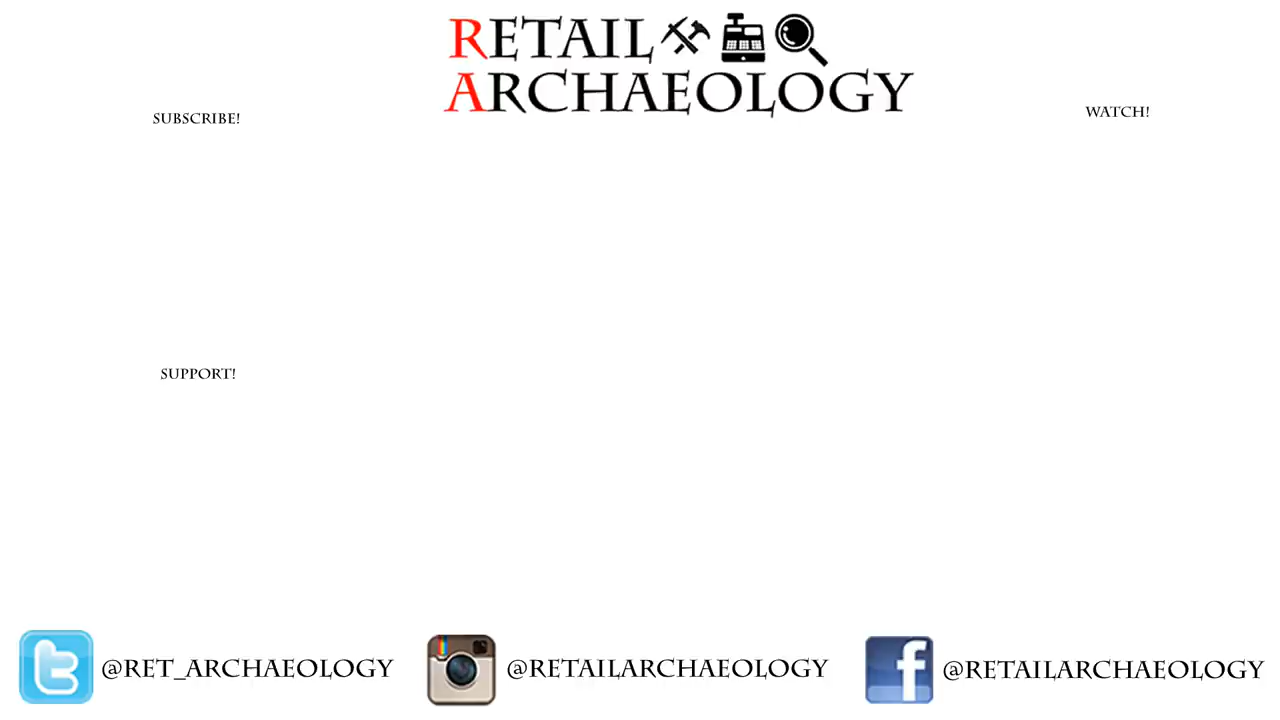 RETAIL
ARCHAEOLOGY
SUBSCRIBE!
WATCH!
SUPPORT!
@RET_ARCHAEOLOGY
@RETAILARCHAEOLOGY
@RETAILARCHAEOLOGY